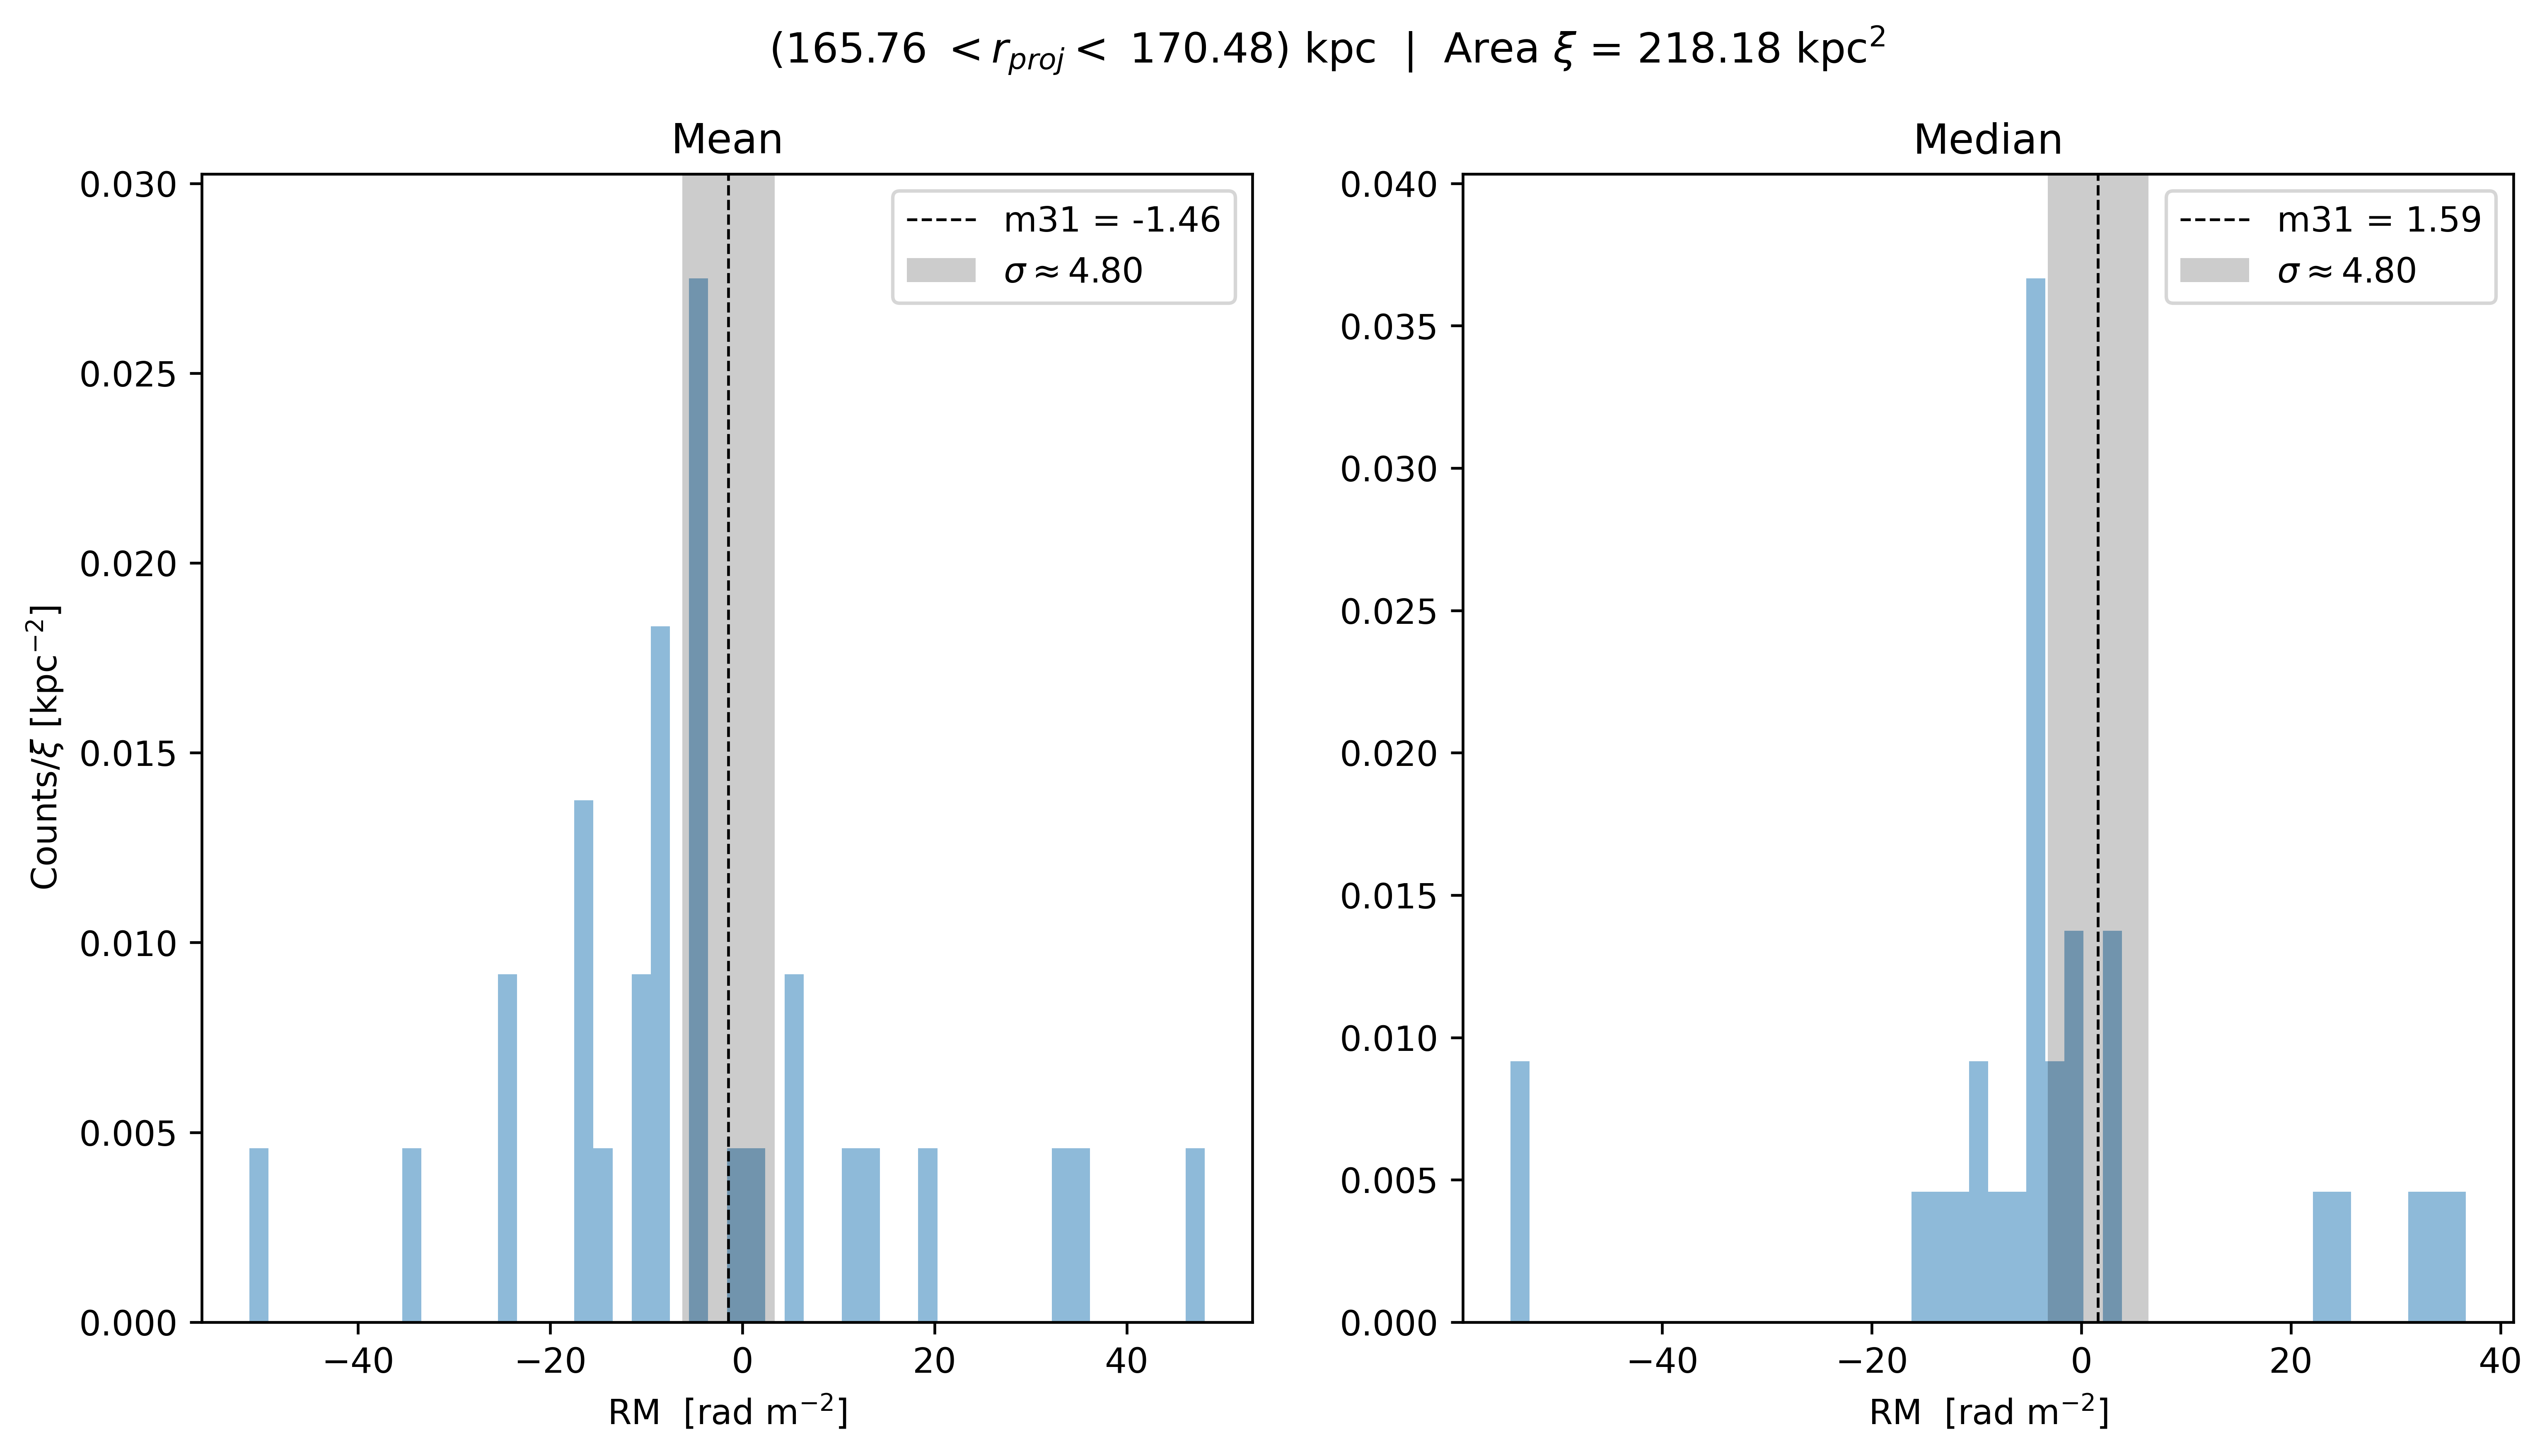 (165.76 < r_proj < 170.48) kpc | Area ξ = 218.18 kpc²
Mean
m31 = -1.46
σ ≈ 4.80
0.030
0.025
0.020
0.015
0.010
0.005
0.000
Counts/ξ [kpc⁻²]
−40 −20 0 20 40
RM [rad m⁻²]
Median
m31 = 1.59
σ ≈ 4.80
0.040
0.035
0.030
0.025
0.020
0.015
0.010
0.005
0.000
−40 −20 0 20 40
RM [rad m⁻²]